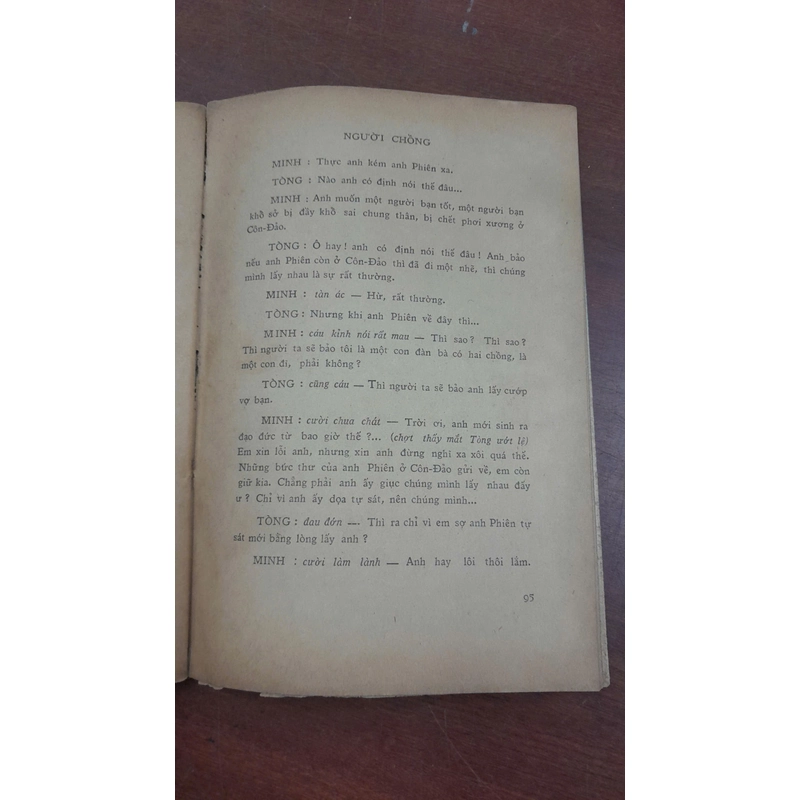 NGƯỜI CHỒNG
MINH : Thực anh kém anh Phiên xa.
TÒNG : Nào anh có định nói thế đâu...
MINH : Anh muốn một người bạn tốt, một người bạn
khổ sở bị đầy khổ sai chung thân, bị chết phơi xương ở
Côn-Đảo.
TÒNG : Ô hay ! anh có định nói thế đâu ! Anh bảo
nếu anh Phiên còn ở Côn-Đảo thì đã đi một nhẽ, thì chúng
mình lấy nhau là sự rất thường.
MINH : tàn ác — Hừ, rất thường.
TÒNG : Nhưng khi anh Phiên về đây thì...
MINH : cáu kỉnh nói rất mau — Thì sao ? Thì sao ?
Thì người ta sẽ bảo tôi là một con đàn bà có hai chồng, là
một con đi, phải không ?
TÒNG : cũng cáu — Thì người ta sẽ bảo anh lấy cướp
vợ bạn.
MINH : cười chua chát — Trời ơi, anh mới sinh ra
đạo đức từ bao giờ thế ?... (chợt thấy mắt Tòng ướt lệ)
Em xin lỗi anh, nhưng xin anh đừng nghĩ xa xôi quá thế.
Những bức thư của anh Phiên ở Côn-Đảo gửi về, em còn
giữ kia. Chẳng phải anh ấy giục chúng mình lấy nhau đấy
ư ? Chỉ vì anh ấy dọa tự sát, nên chúng mình...
TÒNG : đau đớn —. Thì ra chỉ vì em sợ anh Phiên tự
sát mới bằng lòng lấy anh ?
MINH : cười làm lành — Anh hay lôi thôi lắm.
95